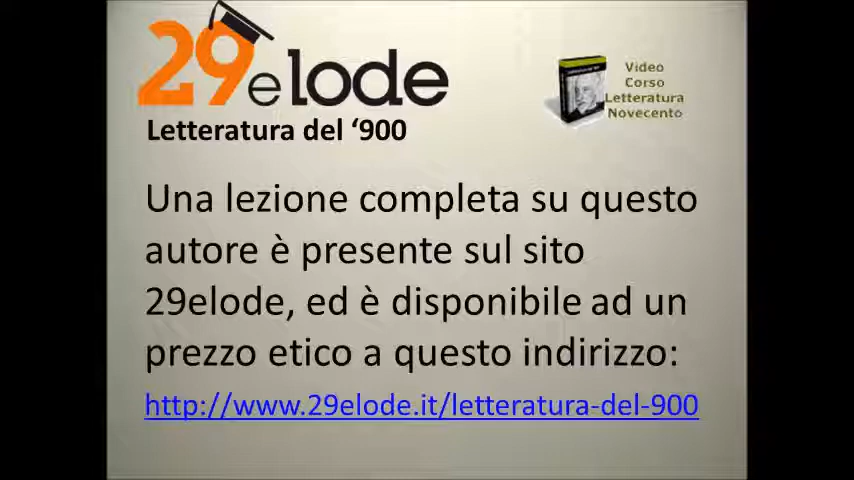 29elode
Letteratura del ‘900
Video
Corso
Letteratura
Novecento
Una lezione completa su questo
autore è presente sul sito
29elode, ed è disponibile ad un
prezzo etico a questo indirizzo:
http://www.29elode.it/letteratura-del-900